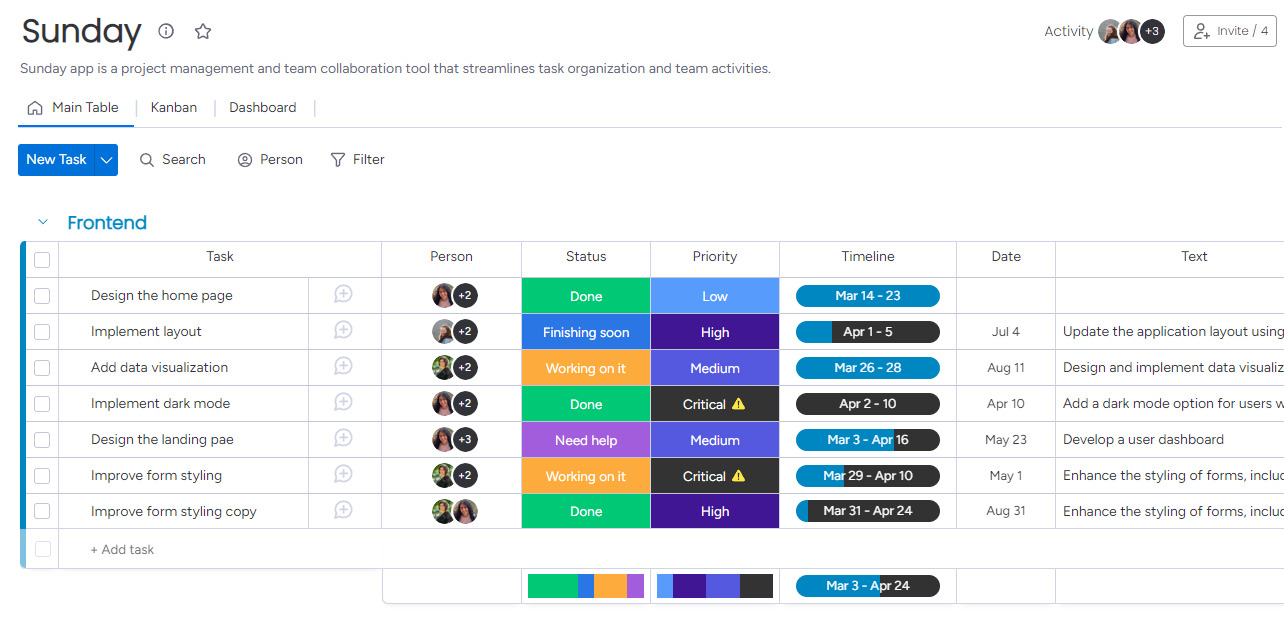 Sunday
Activity +3 Invite / 4
Sunday app is a project management and team collaboration tool that streamlines task organization and team activities.
Main Table Kanban Dashboard
New Task Search Person Filter
Frontend
Task Person Status Priority Timeline Date Text
Design the home page +2 Done Low Mar 14 - 23
Implement layout +2 Finishing soon High Apr 1 - 5 Jul 4 Update the application layout using
Add data visualization +2 Working on it Medium Mar 26 - 28 Aug 11 Design and implement data visualiz
Implement dark mode +2 Done Critical Apr 2 - 10 Apr 10 Add a dark mode option for users w
Design the landing pae +3 Need help Medium Mar 3 - Apr 16 May 23 Develop a user dashboard
Improve form styling +2 Working on it Critical Mar 29 - Apr 10 May 1 Enhance the styling of forms, includ
Improve form styling copy Done High Mar 31 - Apr 24 Aug 31 Enhance the styling of forms, includ
+ Add task
Mar 3 - Apr 24